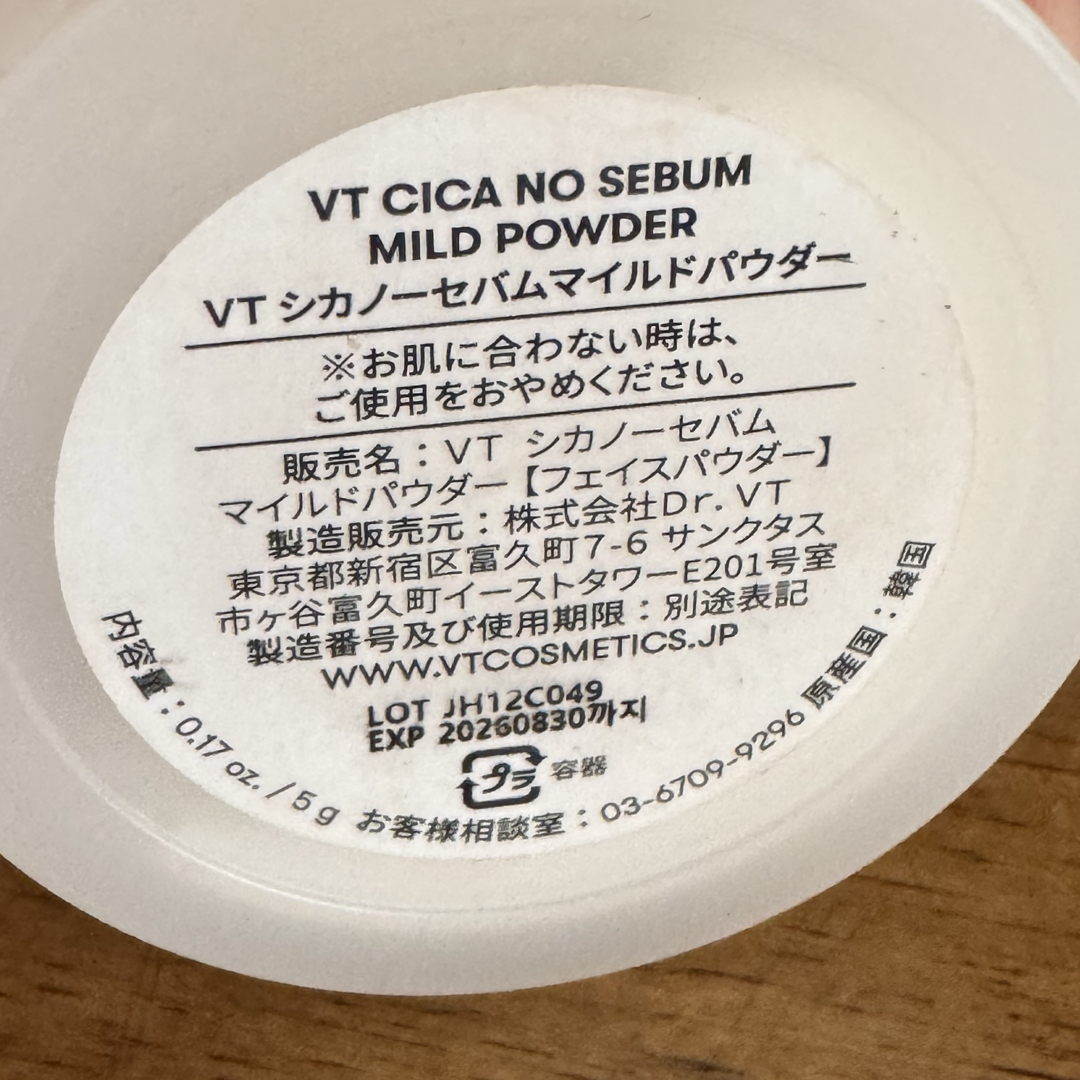 VT CICA NO SEBUM
MILD POWDER
VT シカノーセバムマイルドパウダー
※お肌に合わない時は、
ご使用をおやめください。
販売名：VT シカノーセバム
マイルドパウダー【フェイスパウダー】
製造販売元：株式会社Dr.VT
東京都新宿区富久町7-6 サンクタス
市ヶ谷富久町イーストタワーE201号室
製造番号及び使用期限：別途表記
WWW.VTCOSMETICS.JP
LOT JH12C049
EXP 20260830까지
プラ 容器
内容量：0.17 oz. / 5 g お客様相談室：03-6709-9296 原産国：韓国